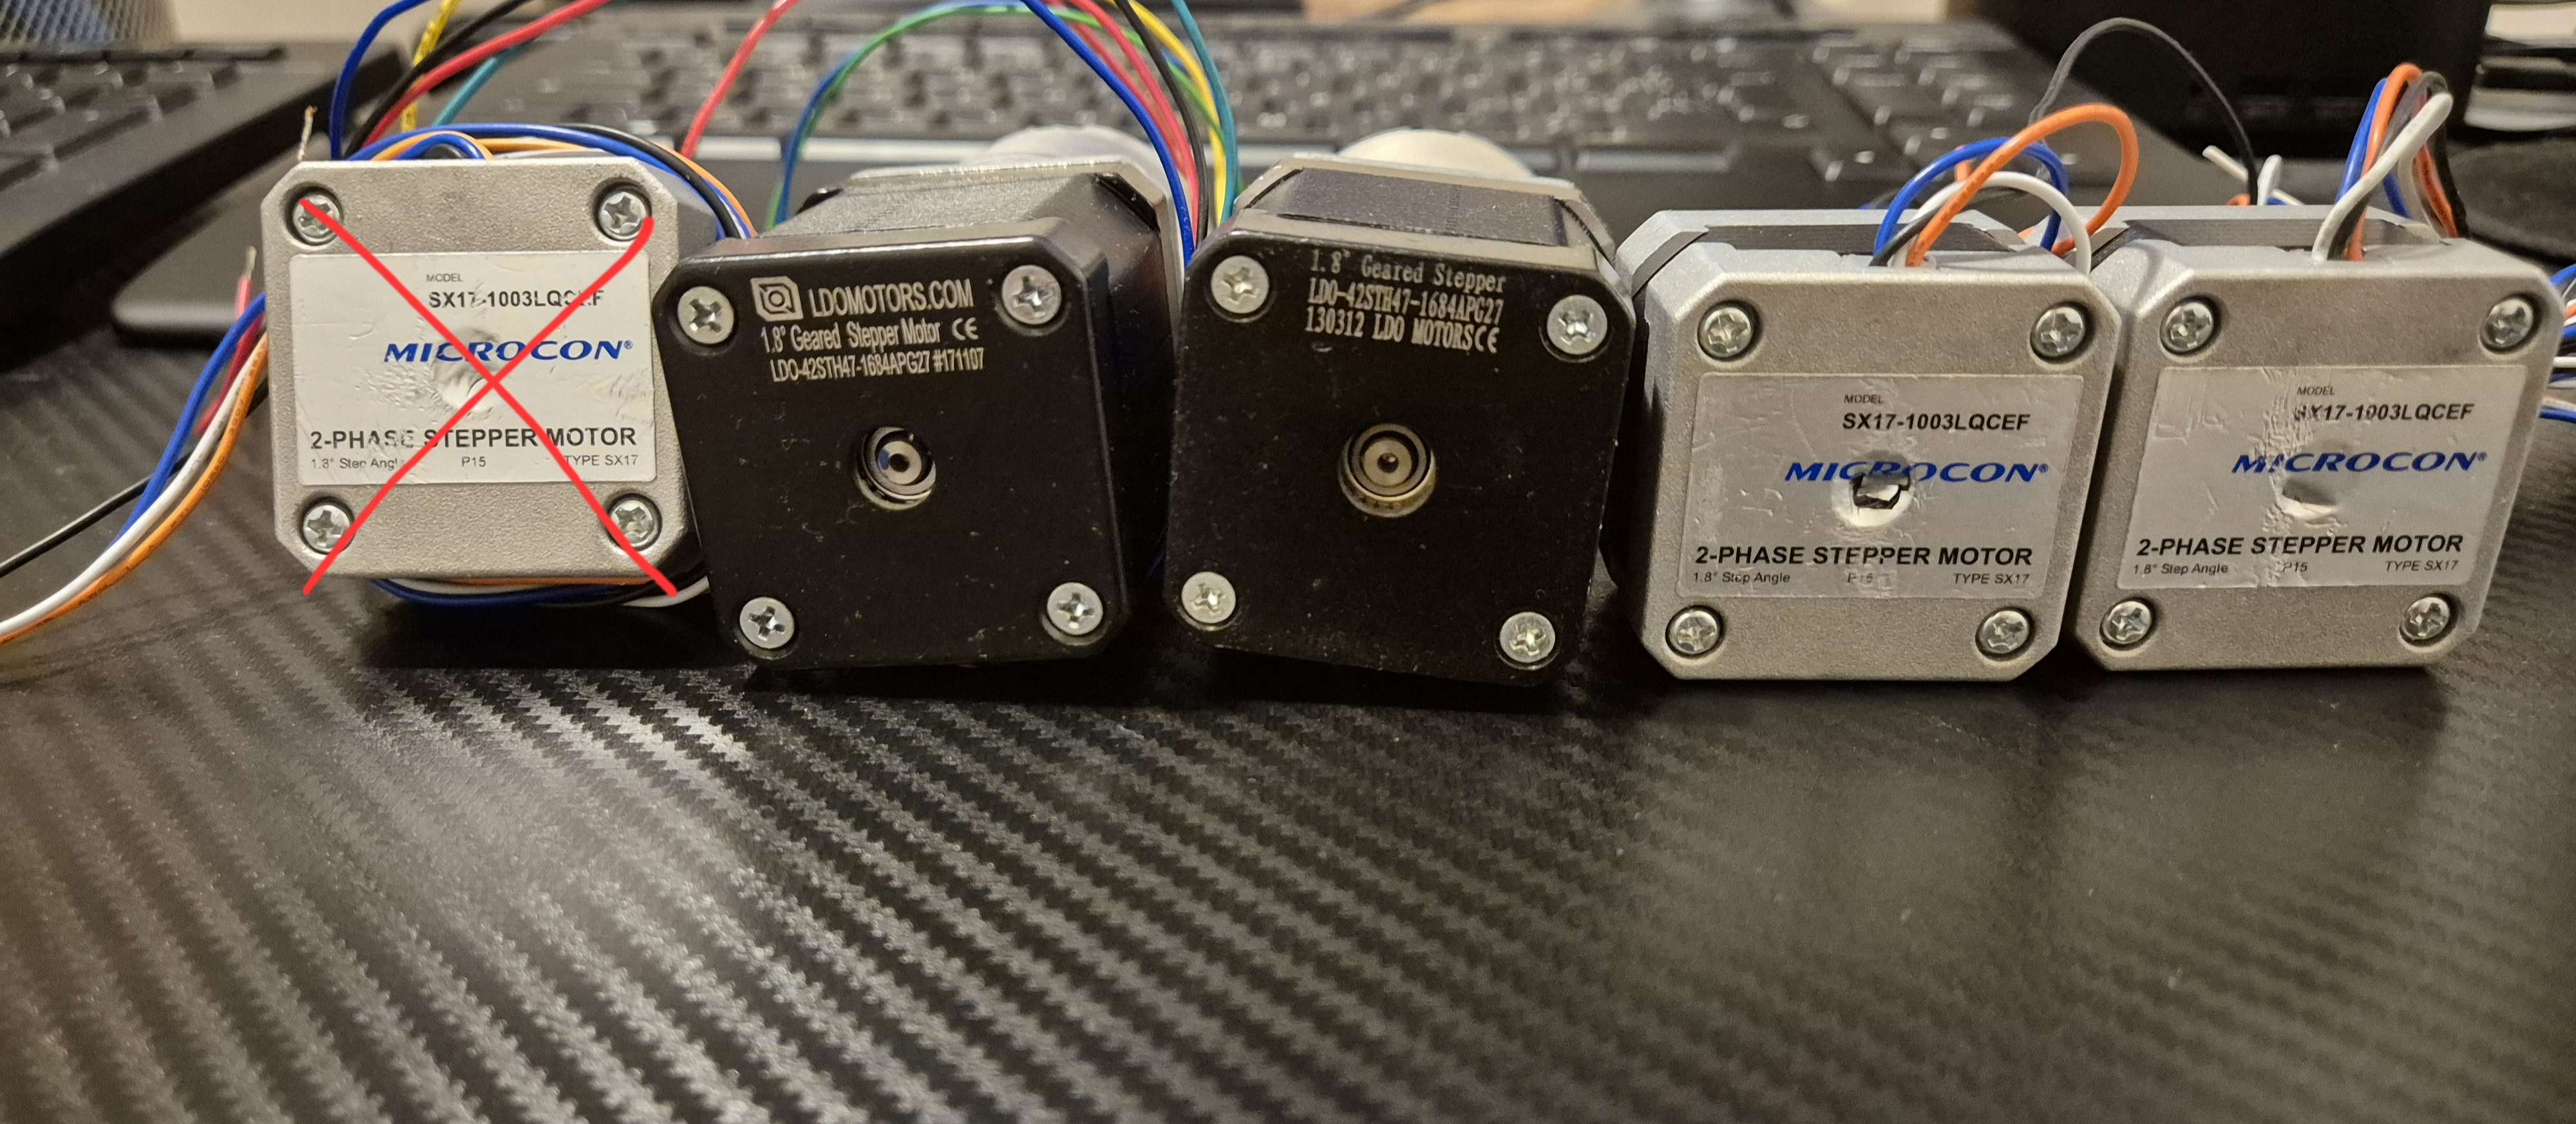 MODEL
SX17-1003LQCEF
MICROCON®
2-PHASE STEPPER MOTOR
1.8° Step Angle P15 TYPE SX17
LDOMOTORS.COM
1.8° Geared Stepper Motor CE
LDO-42STH47-1684APG27 #171107
1.8° Geared Stepper
LDO-42STH47-1684APG27
130312 LDO MOTORS CE
MODEL
SX17-1003LQCEF
MICROCON®
2-PHASE STEPPER MOTOR
1.8° Step Angle P15 TYPE SX17
MODEL
SX17-1003LQCEF
MICROCON®
2-PHASE STEPPER MOTOR
1.8° Step Angle P15 TYPE SX17